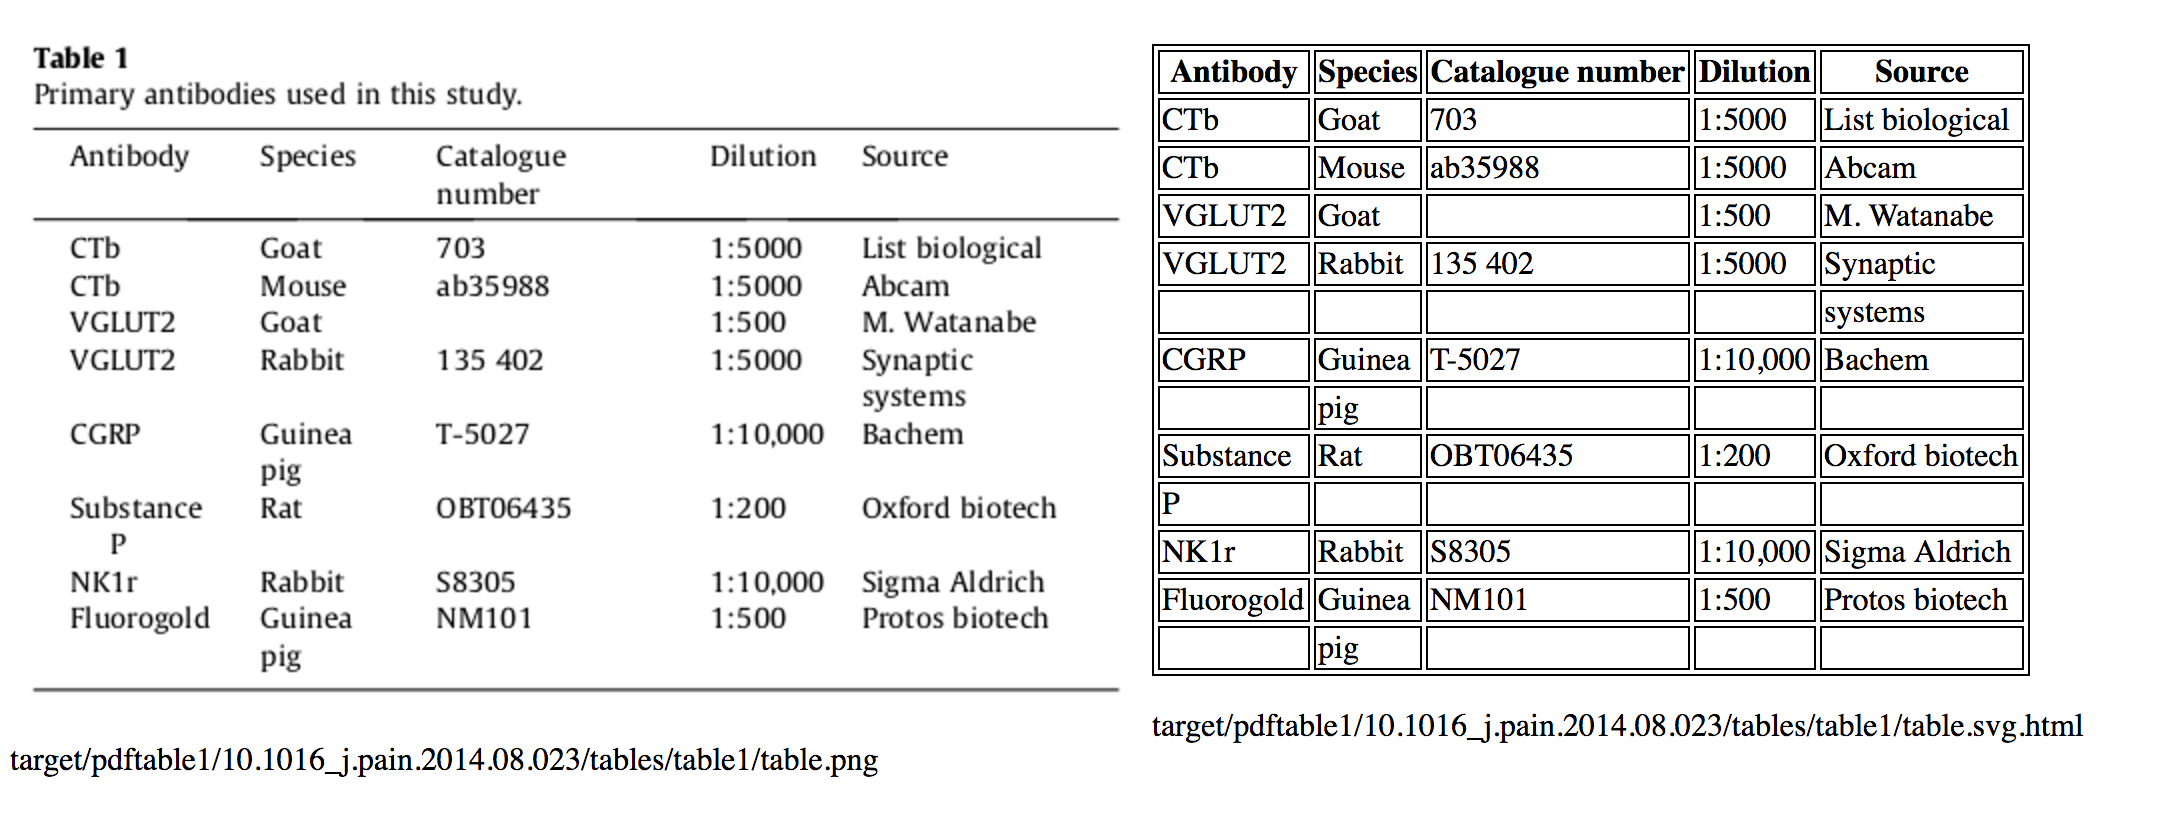 Table 1
Primary antibodies used in this study.
Antibody Species Catalogue number Dilution Source
CTb Goat 703 1:5000 List biological
CTb Mouse ab35988 1:5000 Abcam
VGLUT2 Goat 1:500 M. Watanabe
VGLUT2 Rabbit 135 402 1:5000 Synaptic
systems
CGRP Guinea T-5027 1:10,000 Bachem
pig
Substance Rat OBT06435 1:200 Oxford biotech
P
NK1r Rabbit S8305 1:10,000 Sigma Aldrich
Fluorogold Guinea NM101 1:500 Protos biotech
pig
target/pdftable1/10.1016_j.pain.2014.08.023/tables/table1/table.png
Antibody Species Catalogue number Dilution Source
CTb Goat 703 1:5000 List biological
CTb Mouse ab35988 1:5000 Abcam
VGLUT2 Goat 1:500 M. Watanabe
VGLUT2 Rabbit 135 402 1:5000 Synaptic
systems
CGRP Guinea T-5027 1:10,000 Bachem
pig
Substance Rat OBT06435 1:200 Oxford biotech
P
NK1r Rabbit S8305 1:10,000 Sigma Aldrich
Fluorogold Guinea NM101 1:500 Protos biotech
pig
target/pdftable1/10.1016_j.pain.2014.08.023/tables/table1/table.svg.html